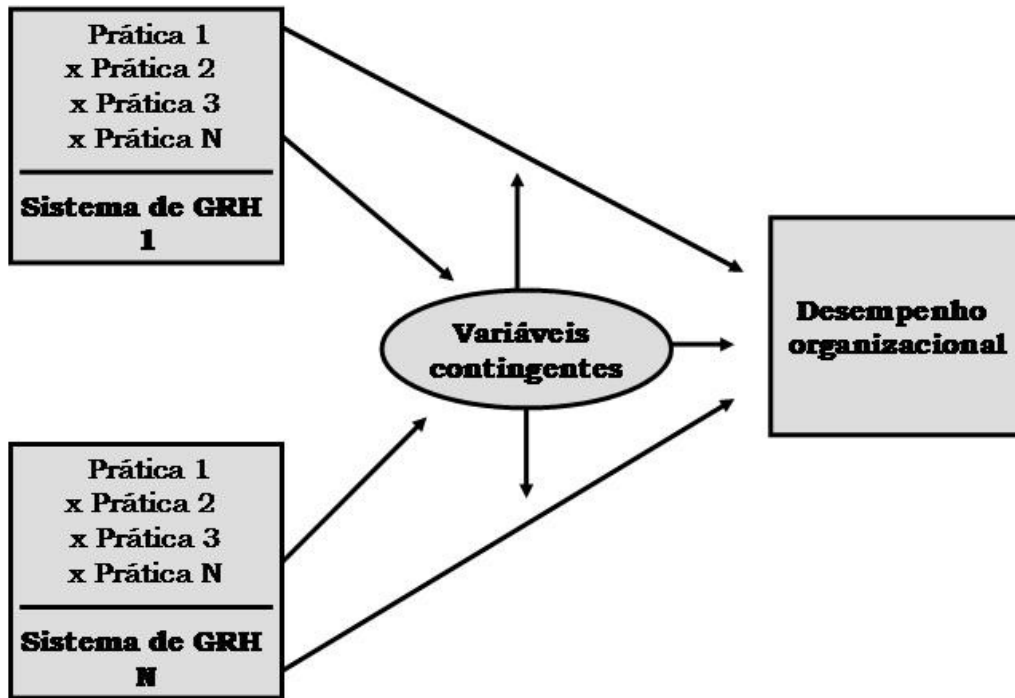 Prática 1
x Prática 2
x Prática 3
x Prática N
Sistema de GRH
1
Variáveis
contingentes
Desempenho
organizacional
Prática 1
x Prática 2
x Prática 3
x Prática N
Sistema de GRH
N